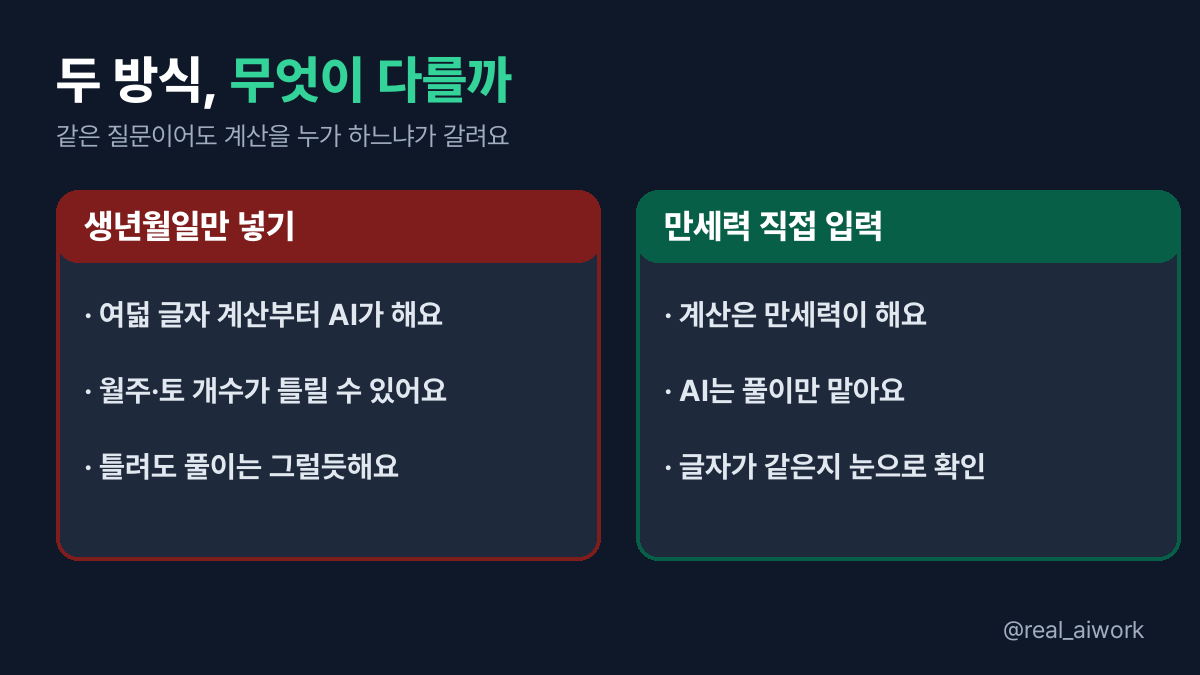 두 방식, 무엇이 다를까
같은 질문이어도 계산을 누가 하느냐가 갈려요
생년월일만 넣기
· 여덟 글자 계산부터 AI가 해요
· 월주·토 개수가 틀릴 수 있어요
· 틀려도 풀이는 그럴듯해요
만세력 직접 입력
· 계산은 만세력이 해요
· AI는 풀이만 맡아요
· 글자가 같은지 눈으로 확인
@real_aiwork